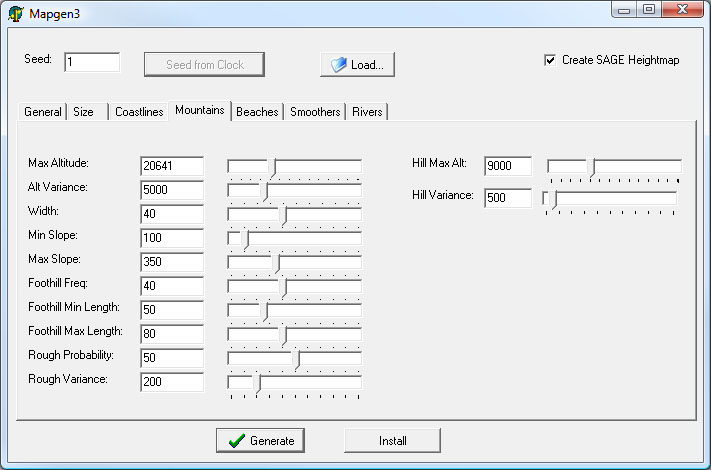 Mapgen3
Seed: 1 Seed from Clock Load... Create SAGE Heightmap
General Size Coastlines Mountains Beaches Smoothers Rivers
Max Altitude: 20641 Hill Max Alt: 9000
Alt Variance: 5000 Hill Variance: 500
Width: 40
Min Slope: 100
Max Slope: 350
Foothill Freq: 40
Foothill Min Length: 50
Foothill Max Length: 80
Rough Probability: 50
Rough Variance: 200
Generate Install